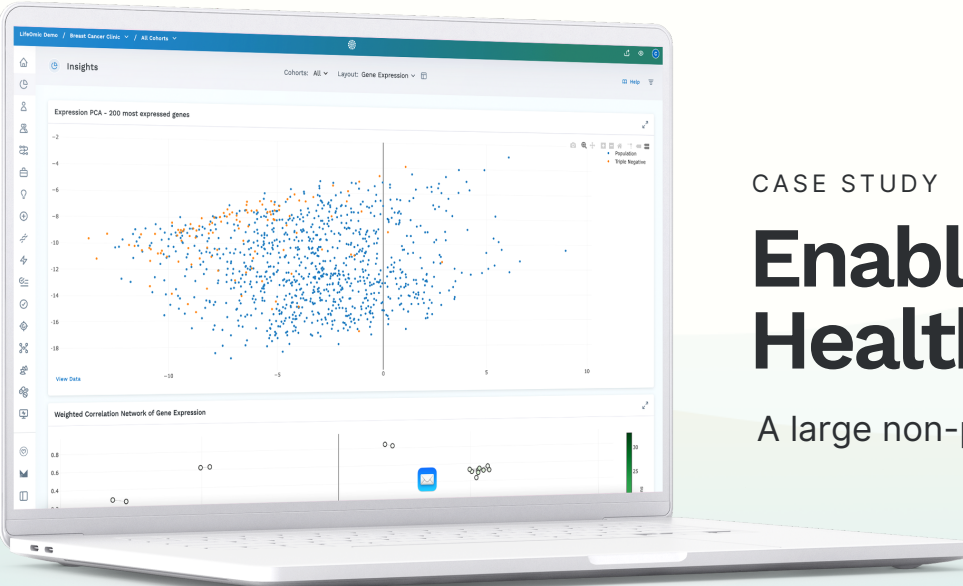 LifeOmic Demo / Breast Cancer Clinic / All Cohorts
Insights
Cohorts: All Layout: Gene Expression
Help
Expression PCA - 200 most expressed genes
Population
Triple Negative
-2
-4
-6
-8
-10
-12
-14
-16
-18
-10
-5
0
5
10
View Data
Weighted Correlation Network of Gene Expression
0.8
0.6
0.4
30
25
CASE STUDY
Enabl
Health
A large non-p